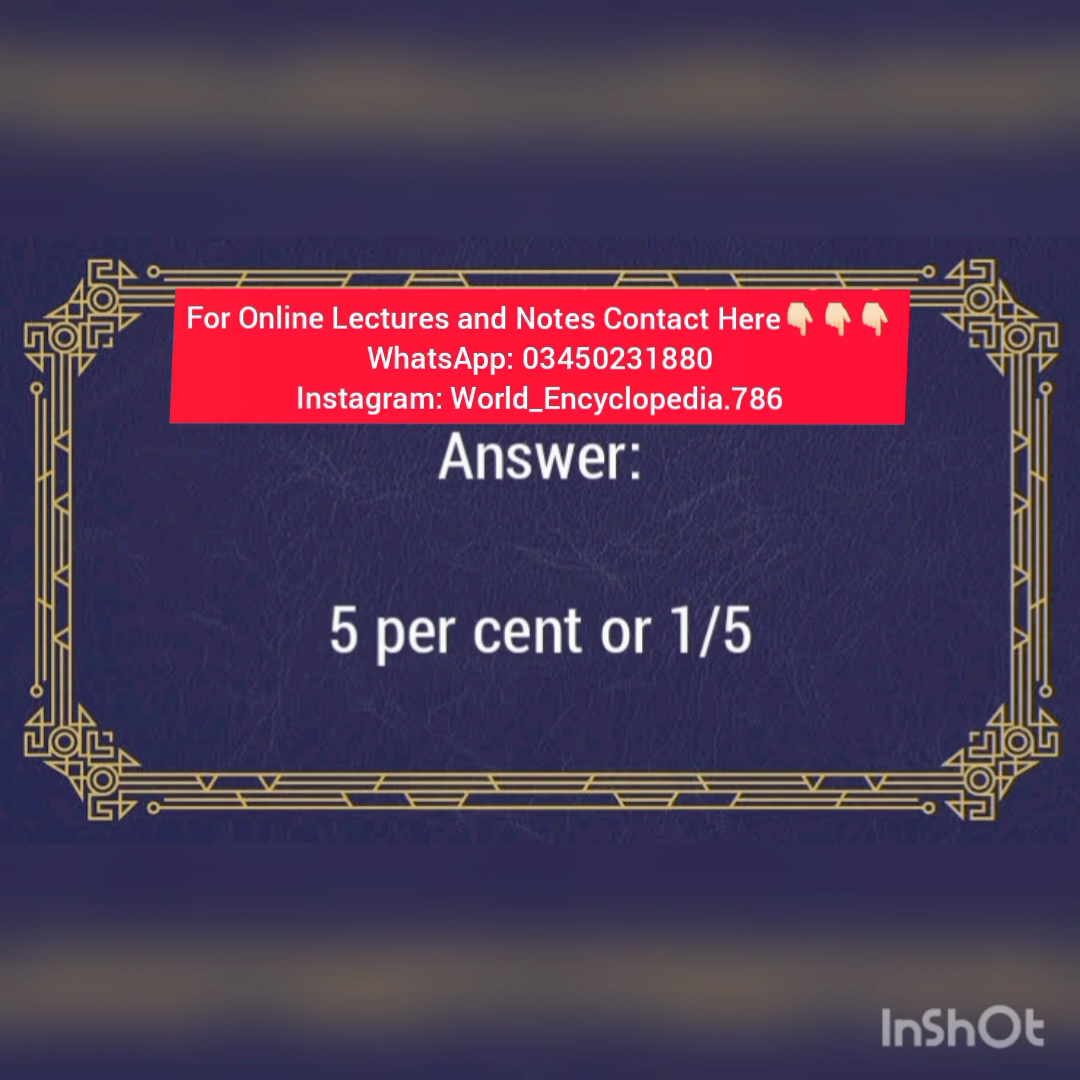 For Online Lectures and Notes Contact Here👇🏻👇🏻👇🏻
WhatsApp: 03450231880
Instagram: World_Encyclopedia.786
Answer:
5 per cent or 1/5
InShOt